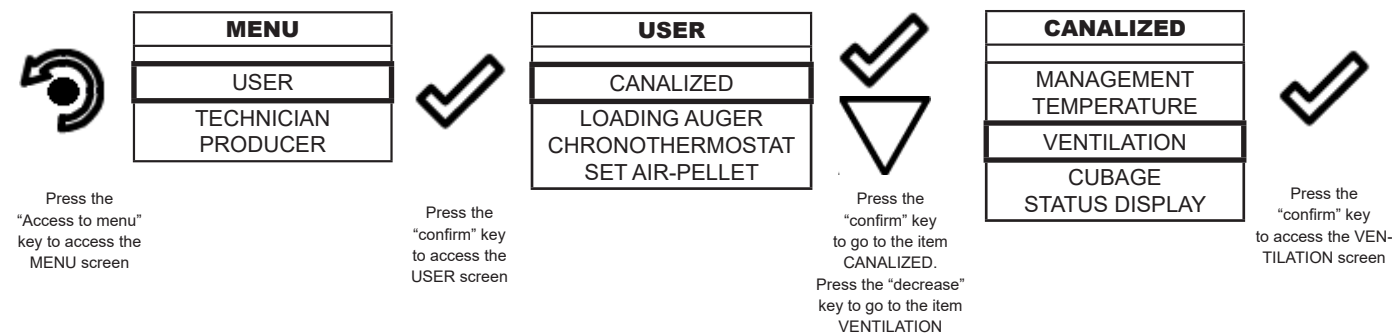 MENU
USER
TECHNICIAN
PRODUCER
Press the
“Access to menu”
key to access the
MENU screen
Press the
“confirm” key
to access the
USER screen
USER
CANALIZED
LOADING AUGER
CHRONOTHERMOSTAT
SET AIR-PELLET
Press the
“confirm” key
to go to the item
CANALIZED.
Press the “decrease”
key to go to the item
VENTILATION
CANALIZED
MANAGEMENT
TEMPERATURE
VENTILATION
CUBAGE
STATUS DISPLAY
Press the
“confirm” key
to access the VEN-
TILATION screen